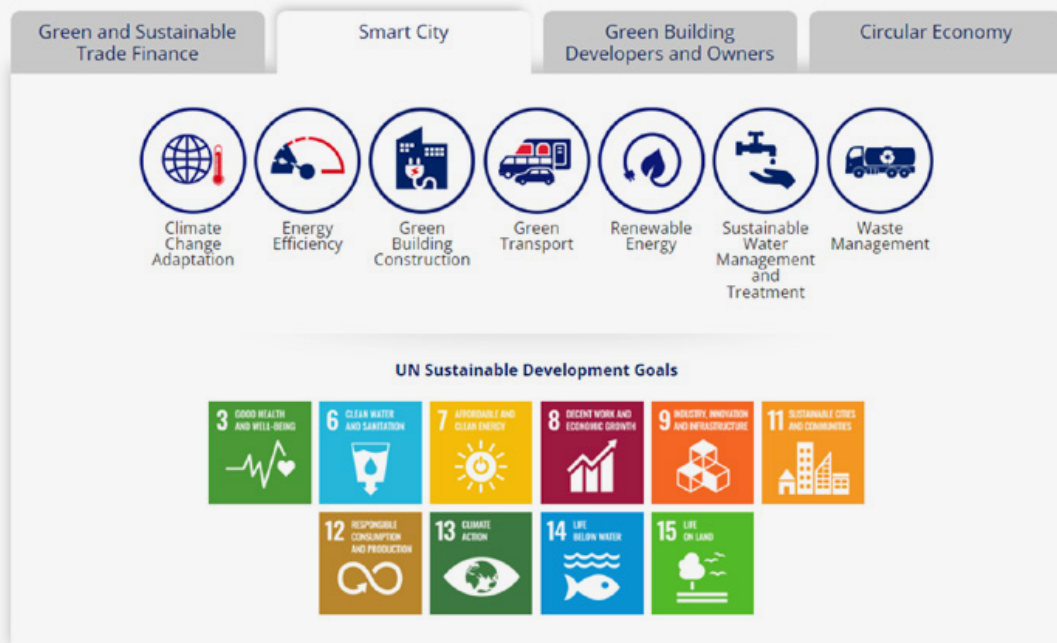 Green and Sustainable
Trade Finance
Smart City
Green Building
Developers and Owners
Circular Economy
Climate
Change
Adaptation
Energy
Efficiency
Green
Building
Construction
Green
Transport
Renewable
Energy
Sustainable
Water
Management
and
Treatment
Waste
Management
UN Sustainable Development Goals
3 GOOD HEALTH
AND WELL-BEING
6 CLEAN WATER
AND SANITATION
7 AFFORDABLE AND
CLEAN ENERGY
8 DECENT WORK AND
ECONOMIC GROWTH
9 INDUSTRY, INNOVATION
AND INFRASTRUCTURE
11 SUSTAINABLE CITIES
AND COMMUNITIES
12 RESPONSIBLE
CONSUMPTION
AND PRODUCTION
13 CLIMATE
ACTION
14 LIFE
BELOW WATER
15 LIFE
ON LAND